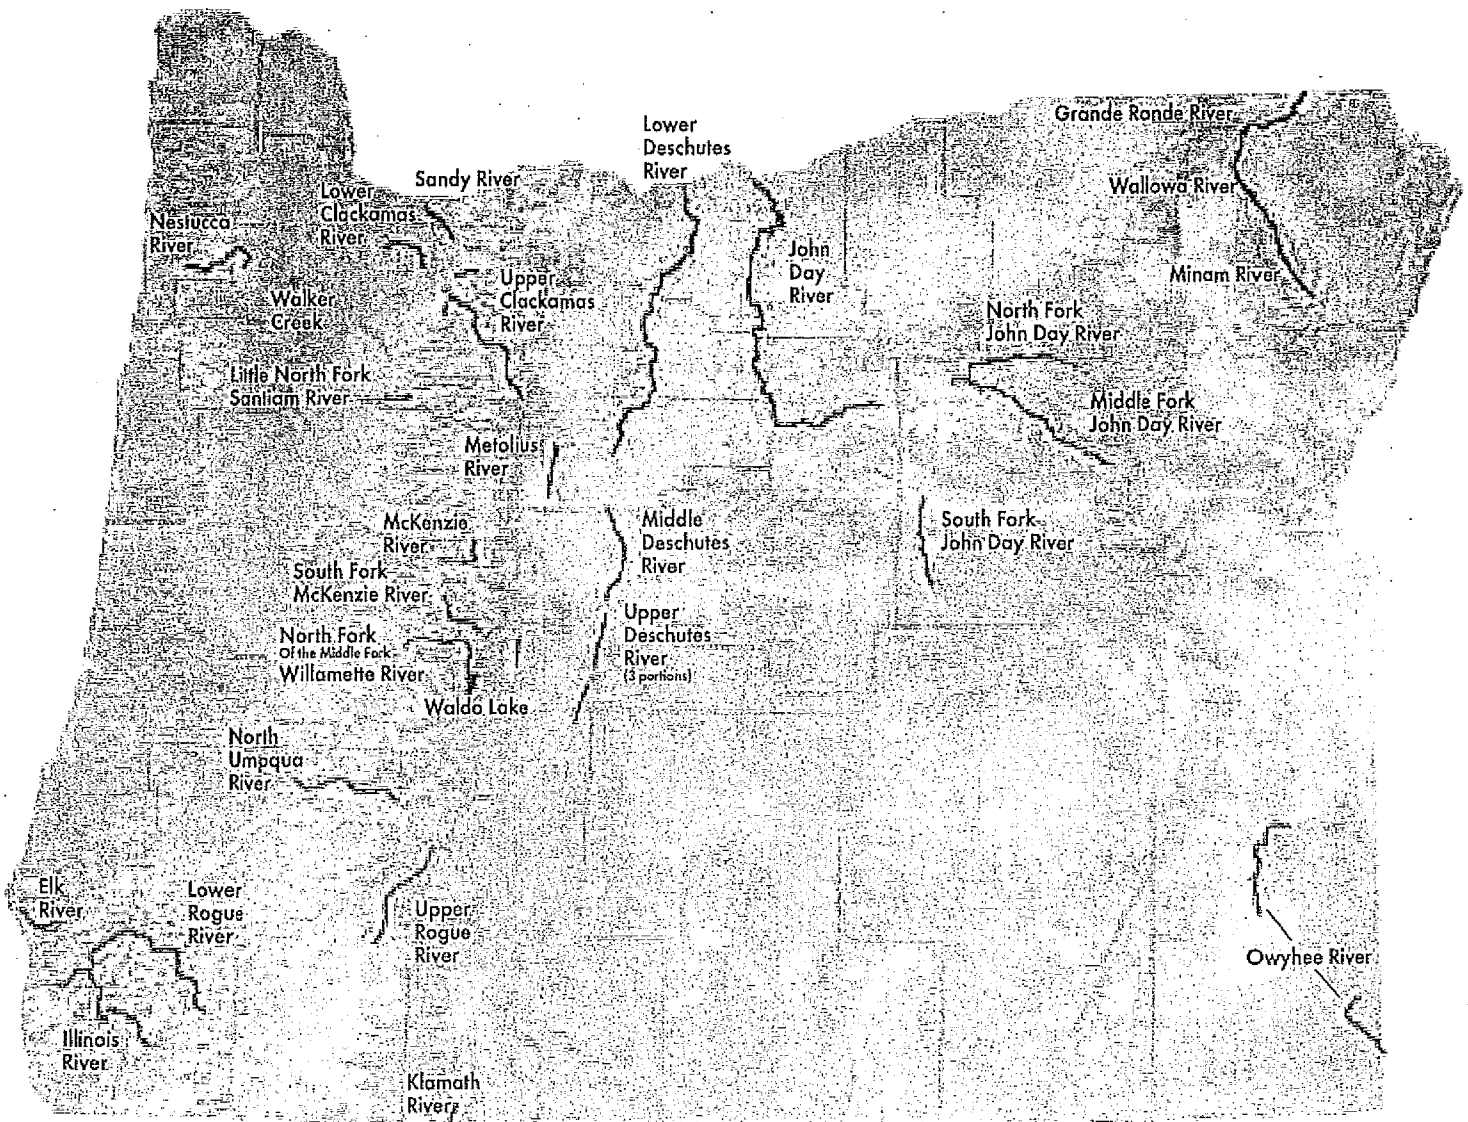 Grande Ronde River
Lower
Deschutes
River
Sandy River
Wallowa River
Lower
Clackamas
River
Nestucca
River
John
Day
River
Minam River
Upper
Clackamas
River
Walker
Creek
North Fork
John Day River
Little North Fork
Santiam River
Middle Fork
John Day River
Metolius
River
McKenzie
River
Middle
Deschutes
River
South Fork
John Day River
South Fork
McKenzie River
Upper
Deschutes
River
(3 portions)
North Fork
Of the Middle Fork
Willamette River
Waldo Lake
North
Umpqua
River
Elk
River
Lower
Rogue
River
Upper
Rogue
River
Owyhee River
Illinois
River
Klamath
River